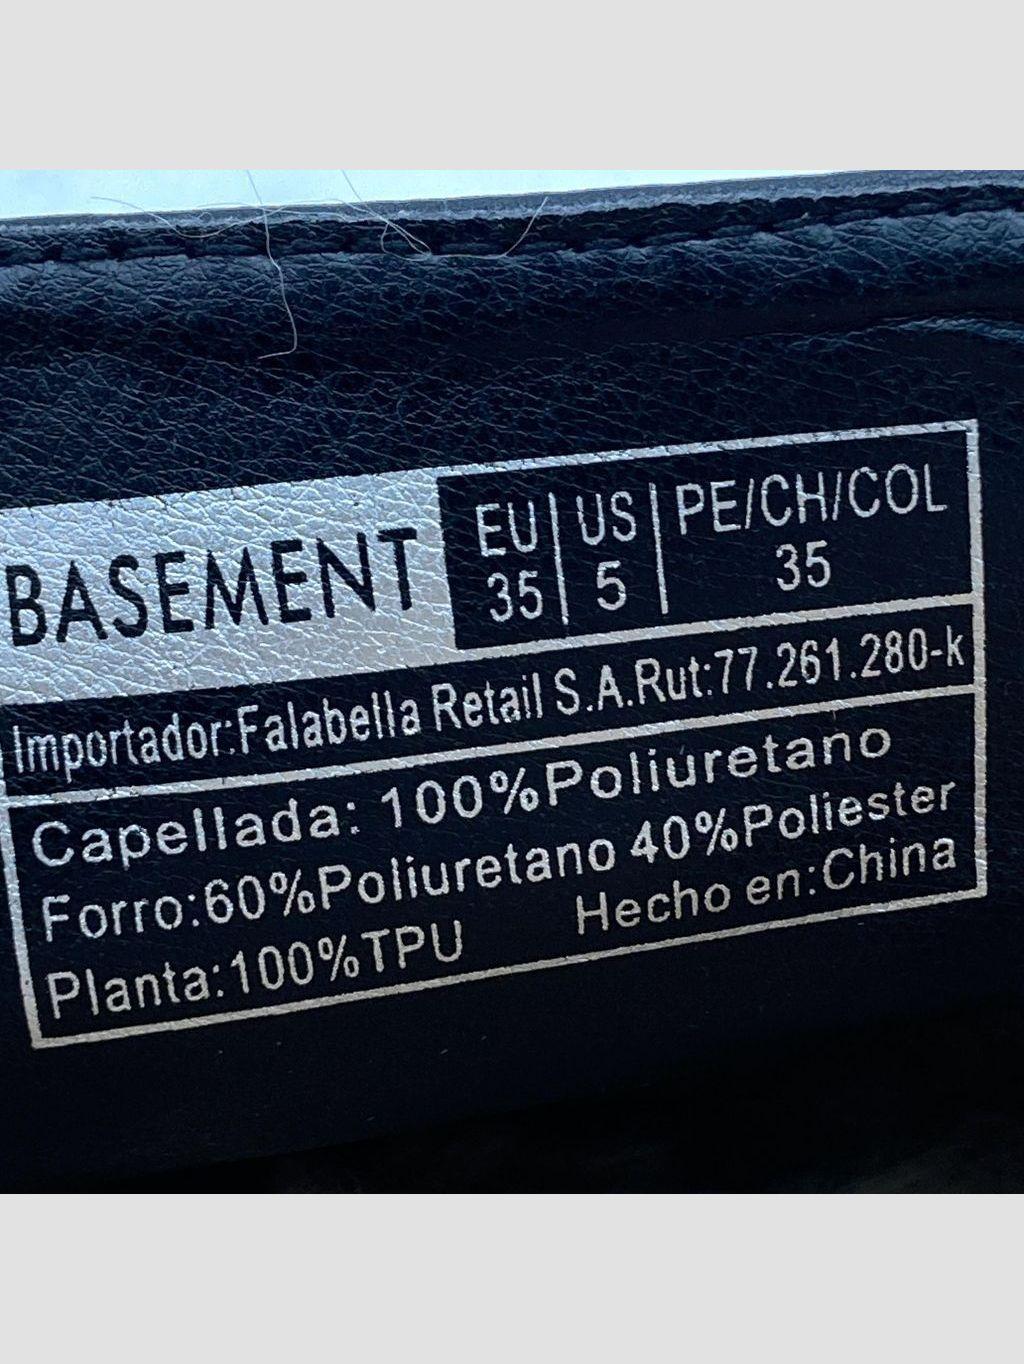 BASEMENT
EU | US | PE/CH/COL
35 | 5 | 35
Importador:Falabella Retail S.A.Rut:77.261.280-k
Capellada: 100%Poliuretano
Forro:60%Poliuretano 40%Poliester
Planta:100%TPU Hecho en:China